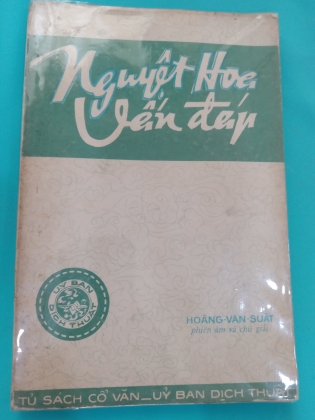 Nguyệt Hoa
Vấn đáp
ỦY BAN
DỊCH THUẬT
HOÀNG-VĂN-SUẤT
phiên âm và chú giải
TỦ SÁCH CỔ VĂN _ ỦY BAN DỊCH THUẬT